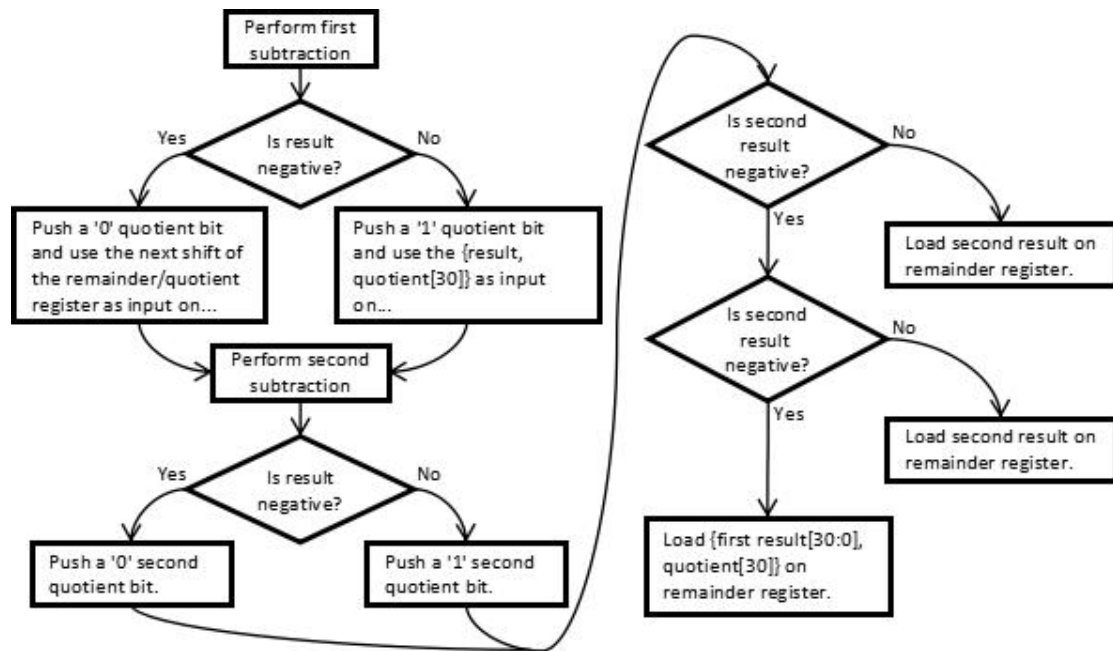 Perform first
subtraction
Yes
Is result
negative?
No
Push a '0' quotient bit
and use the next shift of
the remainder/quotient
register as input on...
Push a '1' quotient bit
and use the {result,
quotient[30]} as input
on...
Perform second
subtraction
Yes
Is result
negative?
No
Push a '0' second
quotient bit.
Push a '1' second
quotient bit.
Is second
result
negative?
No
Yes
Load second result on
remainder register.
Is second
result
negative?
No
Yes
Load second result on
remainder register.
Load {first result[30:0],
quotient[30]} on
remainder register.